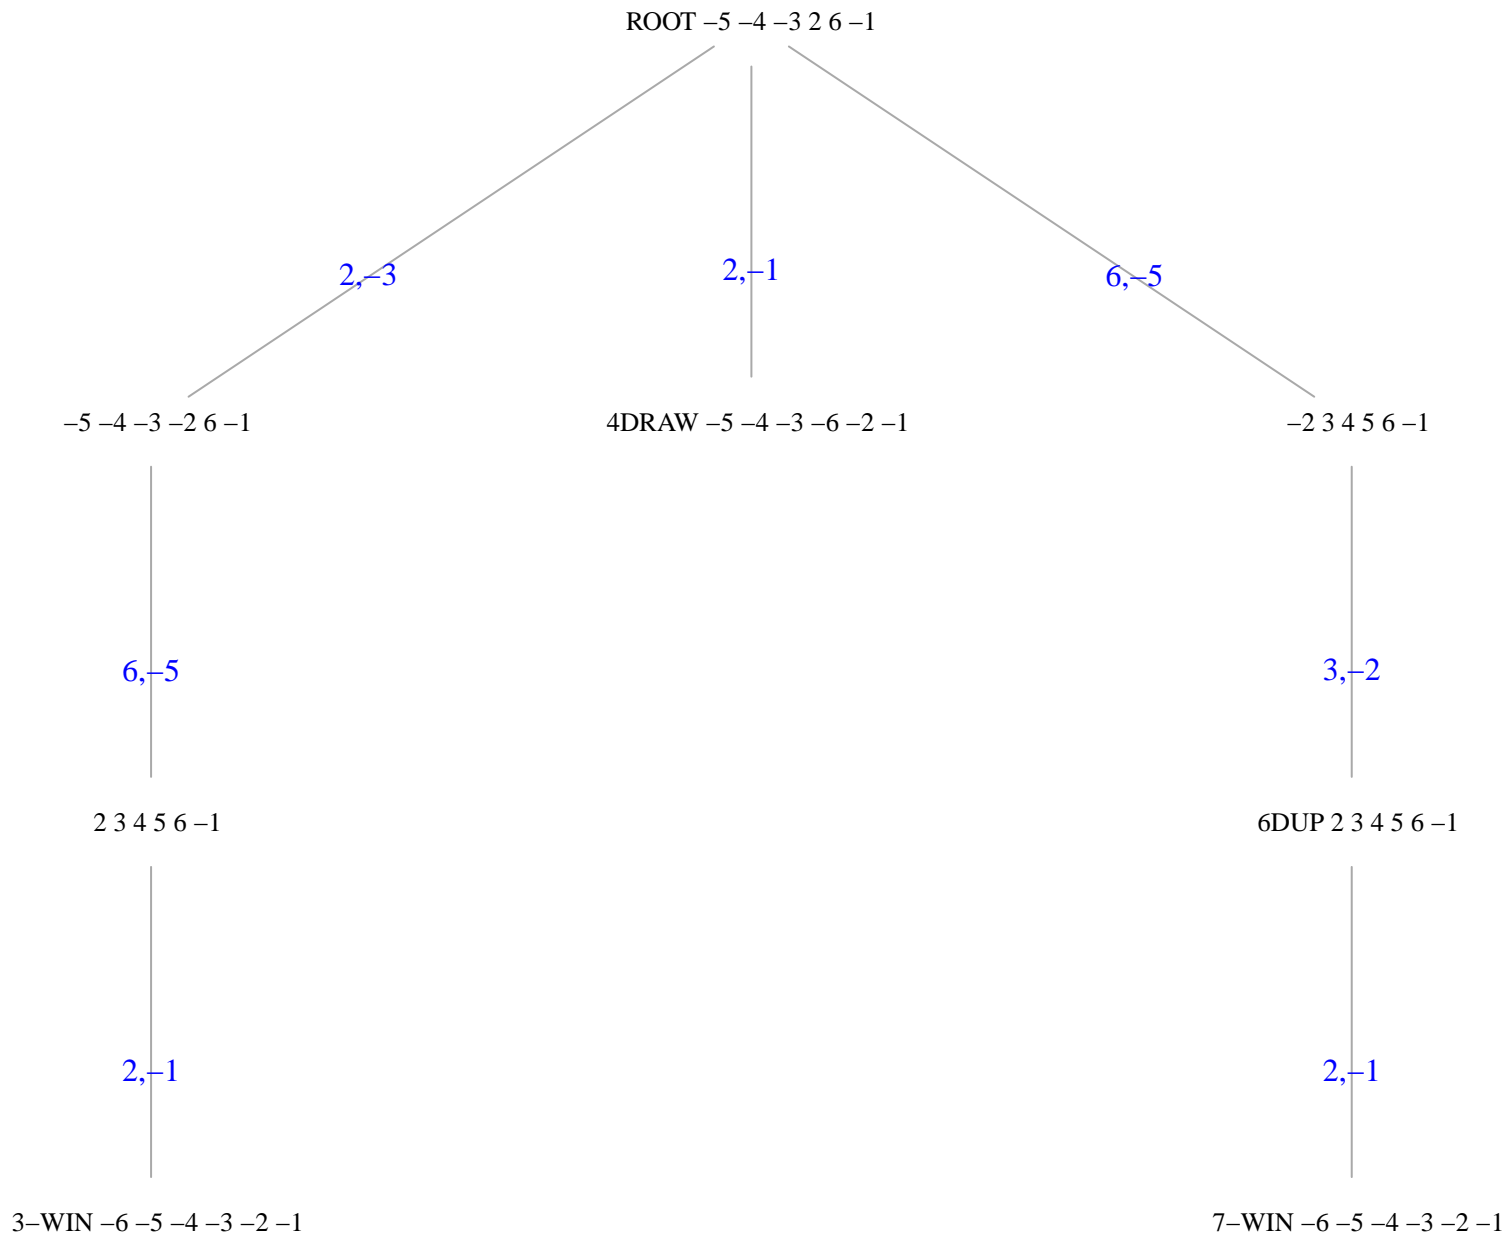 ROOT –5 –4 –3 2 6 –1
2,–3
2,–1
6,–5
–5 –4 –3 –2 6 –1
4DRAW –5 –4 –3 –6 –2 –1
–2 3 4 5 6 –1
6,–5
3,–2
2 3 4 5 6 –1
6DUP 2 3 4 5 6 –1
2,–1
2,–1
3–WIN –6 –5 –4 –3 –2 –1
7–WIN –6 –5 –4 –3 –2 –1